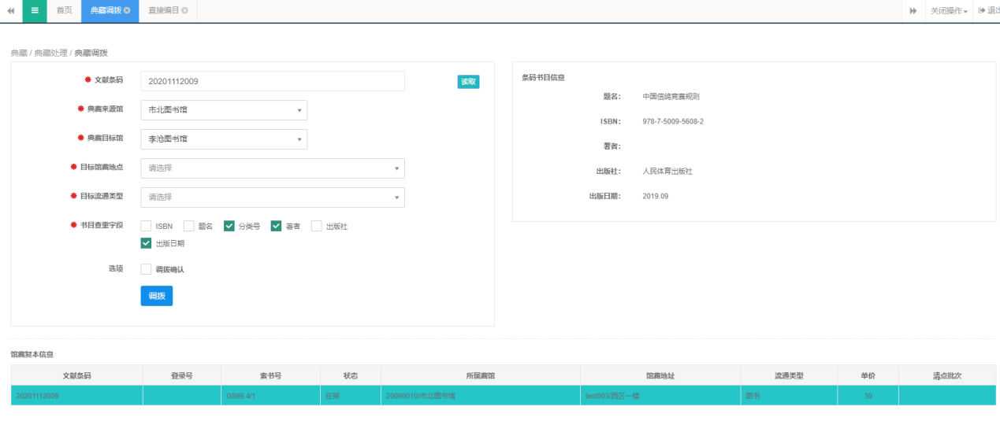 首页 典藏调拨 直接编目 关闭操作 退出
典藏 / 典藏处理 / 典藏调拨
文献条码 20201112009 读取
典藏来源馆 市北图书馆
典藏目标馆 李沧图书馆
目标馆藏地点 请选择
目标流通类型 请选择
书目查重字段 ISBN 题名 分类号 著者 出版社
出版日期
选项 调拨确认
调拨
条码书目信息
题名: 中国信鸽竞赛规则
ISBN: 978-7-5009-5608-2
著者:
出版社: 人民体育出版社
出版日期: 2019.09
馆藏复本信息
文献条码 登录号 索书号 状态 所属藏馆 馆藏地址 流通类型 单价 清点批次
20201112009 G899.4/1 在架 20090019/市北图书馆 test003/西区一楼 图书 30